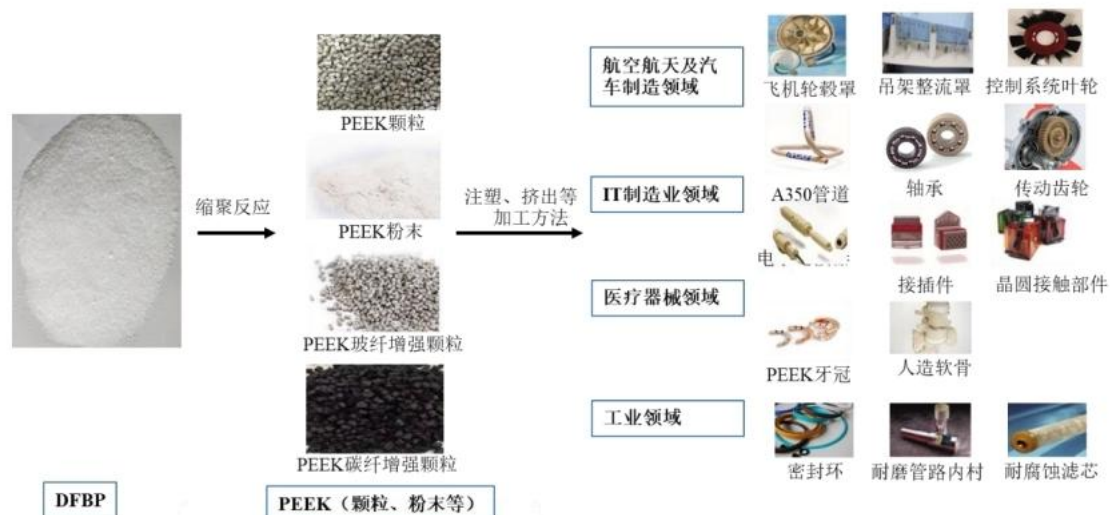 DFBP
缩聚反应
PEEK颗粒
PEEK粉末
PEEK玻纤增强颗粒
PEEK碳纤增强颗粒
PEEK（颗粒、粉末等）
注塑、挤出等
加工方法
航空航天及汽
车制造领域
飞机轮毂罩
吊架整流罩
控制系统叶轮
A350管道
轴承
传动齿轮
IT制造业领域
接插件
晶圆接触部件
医疗器械领域
PEEK牙冠
人造软骨
工业领域
密封环
耐磨管路内村
耐腐蚀滤芯